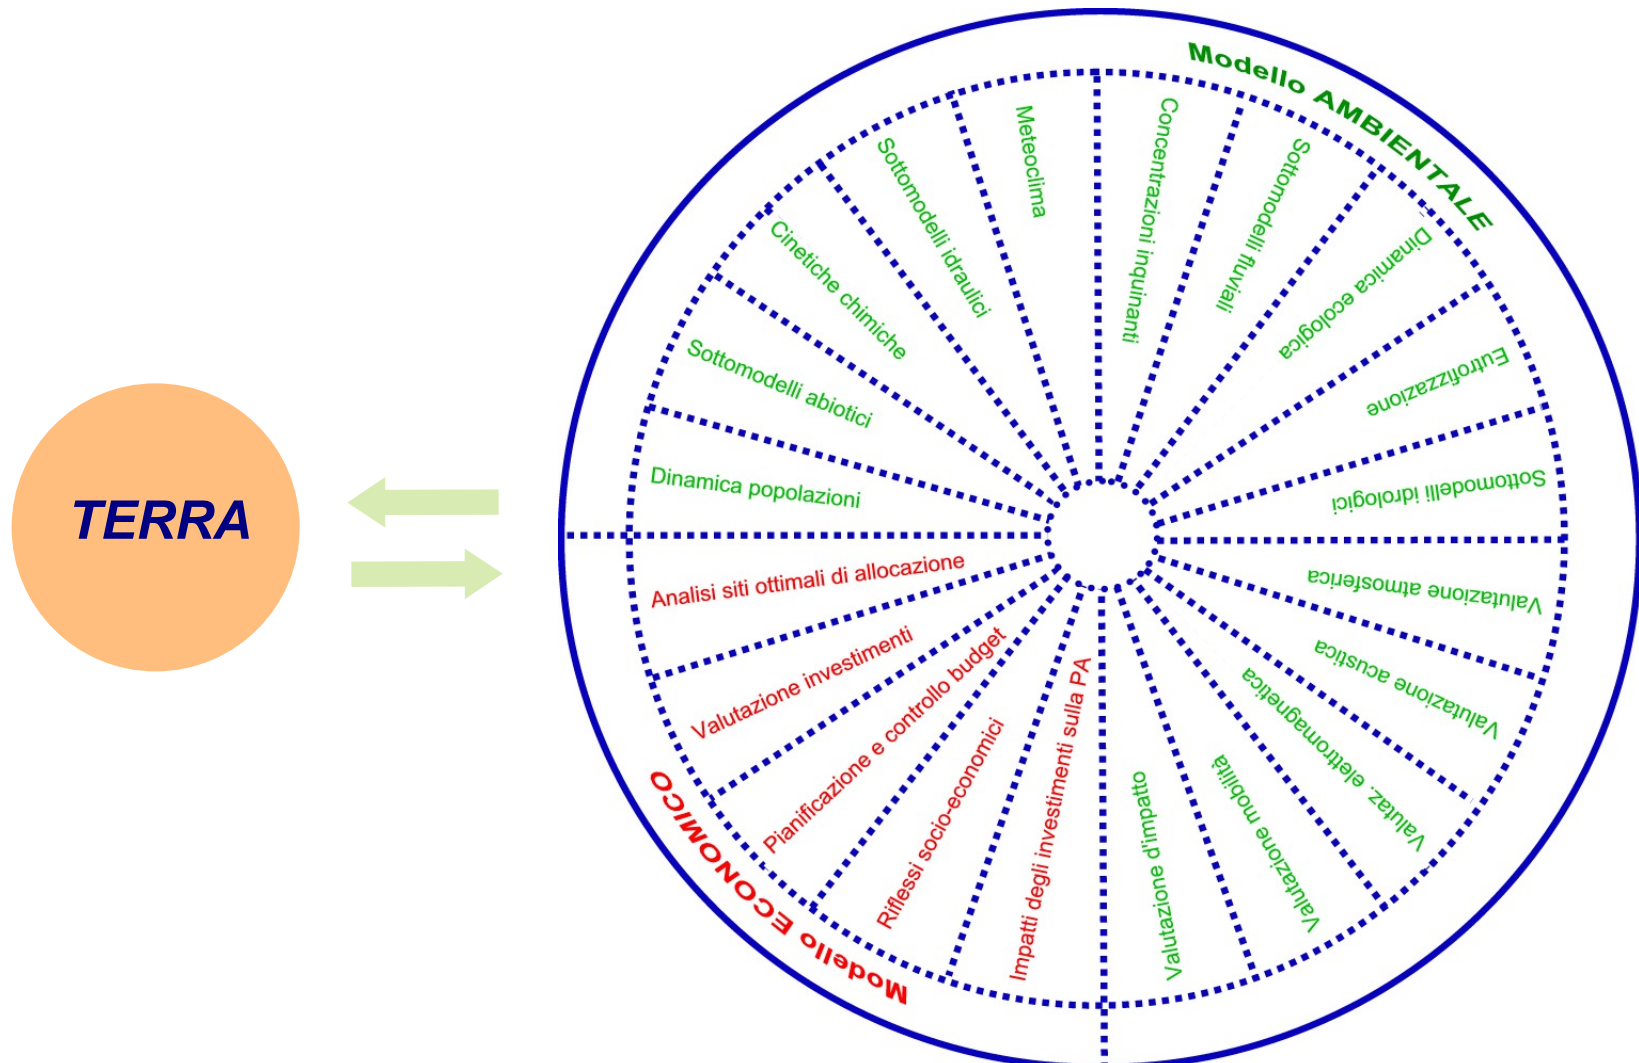 TERRA
Modello AMBIENTALE
Concentrazioni inquinanti
Sottomodelli fluviali
Dinamica ecologica
Eutrofizzazione
Sottomodelli idrologici
Valutazione atmosferica
Valutazione acustica
Valutaz. elettromagnetica
Valutazione mobilità
Valutazione d'impatto
Impatti degli investimenti sulla PA
Riflessi socio-economici
Pianificazione e controllo budget
Valutazione investimenti
Analisi siti ottimali di allocazione
Modello ECONOMICO
Dinamica popolazioni
Sottomodelli abiotici
Cinetiche chimiche
Sottomodelli idraulici
Meteoclima